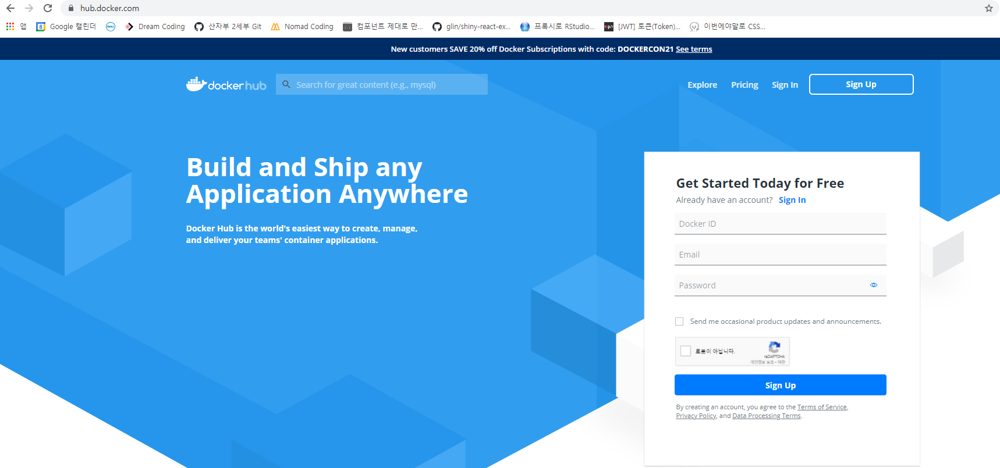 hub.docker.com
앱 Google 캘린더 DELL Dream Coding 산자부 2세부 Git Nomad Coding 컴포넌트 제대로 만... glin/shiny-react-ex... 프록시로 RStudio... [JWT] 토큰(Token)... 이번에야말로 CSS...
New customers SAVE 20% off Docker Subscriptions with code: DOCKERCON21 See terms
docker hub Search for great content (e.g., mysql) Explore Pricing Sign In Sign Up
Build and Ship any
Application Anywhere
Docker Hub is the world's easiest way to create, manage,
and deliver your teams' container applications.
Get Started Today for Free
Already have an account? Sign In
Docker ID
Email
Password
Send me occasional product updates and announcements.
로봇이 아닙니다.
reCAPTCHA
개인정보 보호 - 약관
Sign Up
By creating an account, you agree to the Terms of Service,
Privacy Policy, and Data Processing Terms.